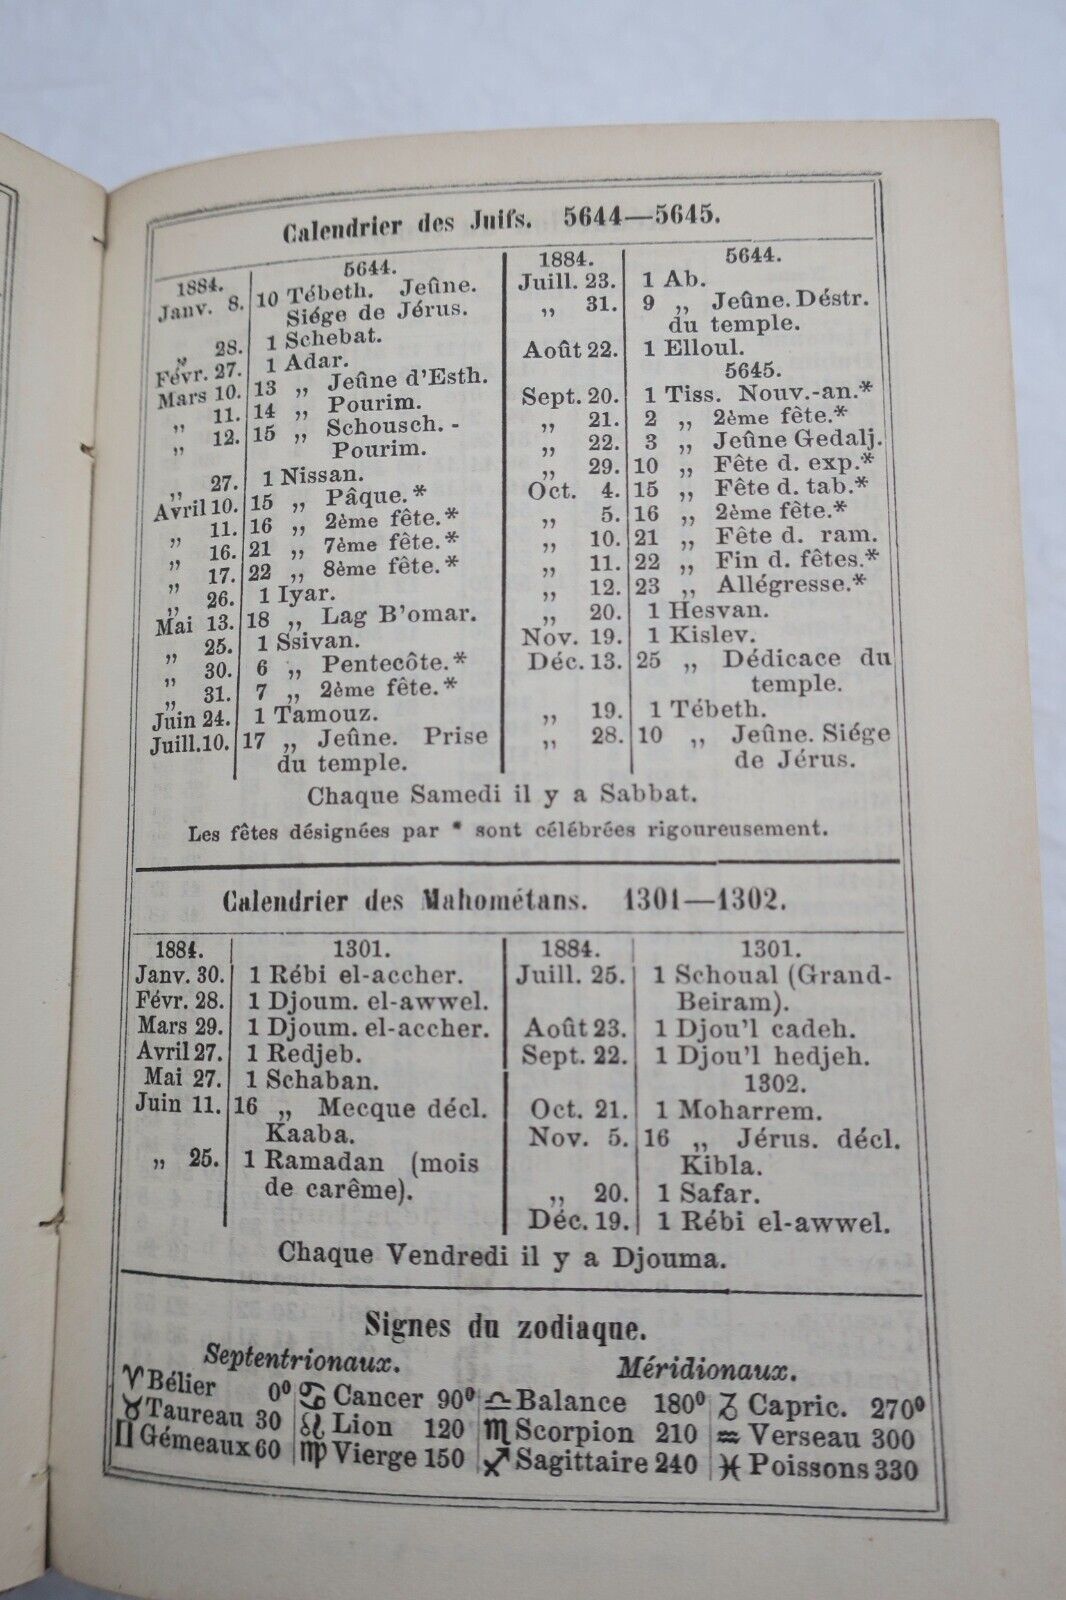 Calendrier des Juifs. 5644—5645.
1884. 5644.
Janv. 8. 10 Tébeth. Jeûne.
Siége de Jérus.
„ 28. 1 Schebat.
Févr. 27. 1 Adar.
Mars 10. 13 „ Jeûne d'Esth.
„ 11. 14 „ Pourim.
„ 12. 15 „ Schousch. -
Pourim.
„ 27. 1 Nissan.
Avril 10. 15 „ Pâque.*
„ 11. 16 „ 2ème fête.*
„ 16. 21 „ 7ème fête.*
„ 17. 22 „ 8ème fête.*
„ 26. 1 Iyar.
Mai 13. 18 „ Lag B'omar.
„ 25. 1 Ssivan.
„ 30. 6 „ Pentecôte.*
„ 31. 7 „ 2ème fête.*
Juin 24. 1 Tamouz.
Juill. 10. 17 „ Jeûne. Prise
du temple.
1884. 5644.
Juill. 23. 1 Ab.
„ 31. 9 „ Jeûne. Déstr.
du temple.
Août 22. 1 Elloul.
5645.
Sept. 20. 1 Tiss. Nouv.-an.*
„ 21. 2 „ 2ème fête.*
„ 22. 3 „ Jeûne Gedalj.
„ 29. 10 „ Fête d. exp.*
Oct. 4. 15 „ Fête d. tab.*
„ 5. 16 „ 2ème fête.*
„ 10. 21 „ Fête d. ram.
„ 11. 22 „ Fin d. fêtes.*
„ 12. 23 „ Allégresse.*
„ 20. 1 Hesvan.
Nov. 19. 1 Kislev.
Déc. 13. 25 „ Dédicace du
temple.
„ 19. 1 Tébeth.
„ 28. 10 „ Jeûne. Siége
de Jérus.
Chaque Samedi il y a Sabbat.
Les fêtes désignées par * sont célébrées rigoureusement.
Calendrier des Mahométans. 1301—1302.
1884. 1301.
Janv. 30. 1 Rébi el-accher.
Févr. 28. 1 Djoum. el-awwel.
Mars 29. 1 Djoum. el-accher.
Avril 27. 1 Redjeb.
Mai 27. 1 Schaban.
Juin 11. 16 „ Mecque décl.
Kaaba.
„ 25. 1 Ramadan (mois
de carême).
1884. 1301.
Juill. 25. 1 Schoual (Grand-
Beiram).
Août 23. 1 Djou'l cadeh.
Sept. 22. 1 Djou'l hedjeh.
1302.
Oct. 21. 1 Moharrem.
Nov. 5. 16 „ Jérus. décl.
Kibla.
„ 20. 1 Safar.
Déc. 19. 1 Rébi el-awwel.
Chaque Vendredi il y a Djouma.
Signes du zodiaque.
Septentrionaux. Méridionaux.
♈ Bélier 0° ♋ Cancer 90° ♎ Balance 180° ♑ Capric. 270°
♉ Taureau 30 ♌ Lion 120 ♏ Scorpion 210 ♒ Verseau 300
♊ Gémeaux 60 ♍ Vierge 150 ♐ Sagittaire 240 ♓ Poissons 330